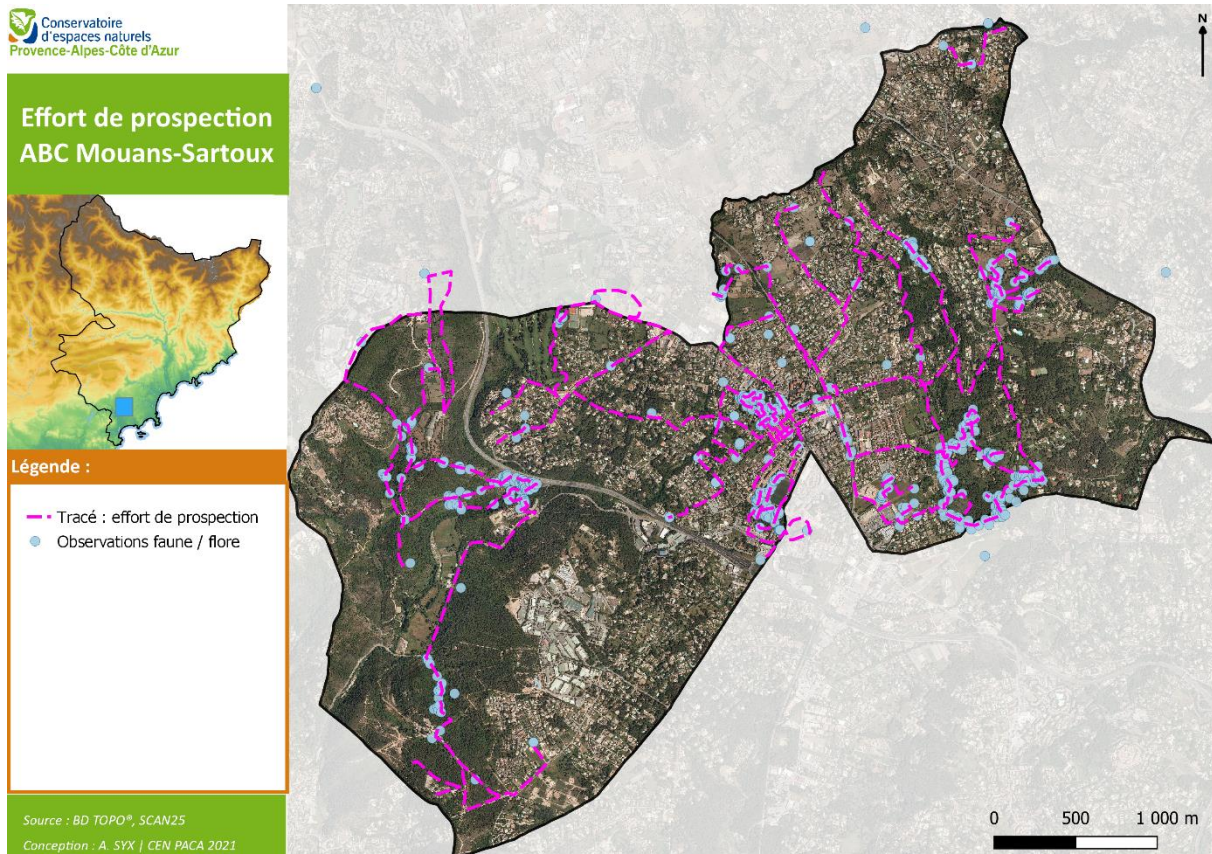 Conservatoire
d'espaces naturels
Provence-Alpes-Côte d'Azur
Effort de prospection
ABC Mouans-Sartoux
Légende :
Tracé : effort de prospection
Observations faune / flore
Source : BD TOPO®, SCAN25
Conception : A. SYX | CEN PACA 2021
N
0 500 1 000 m